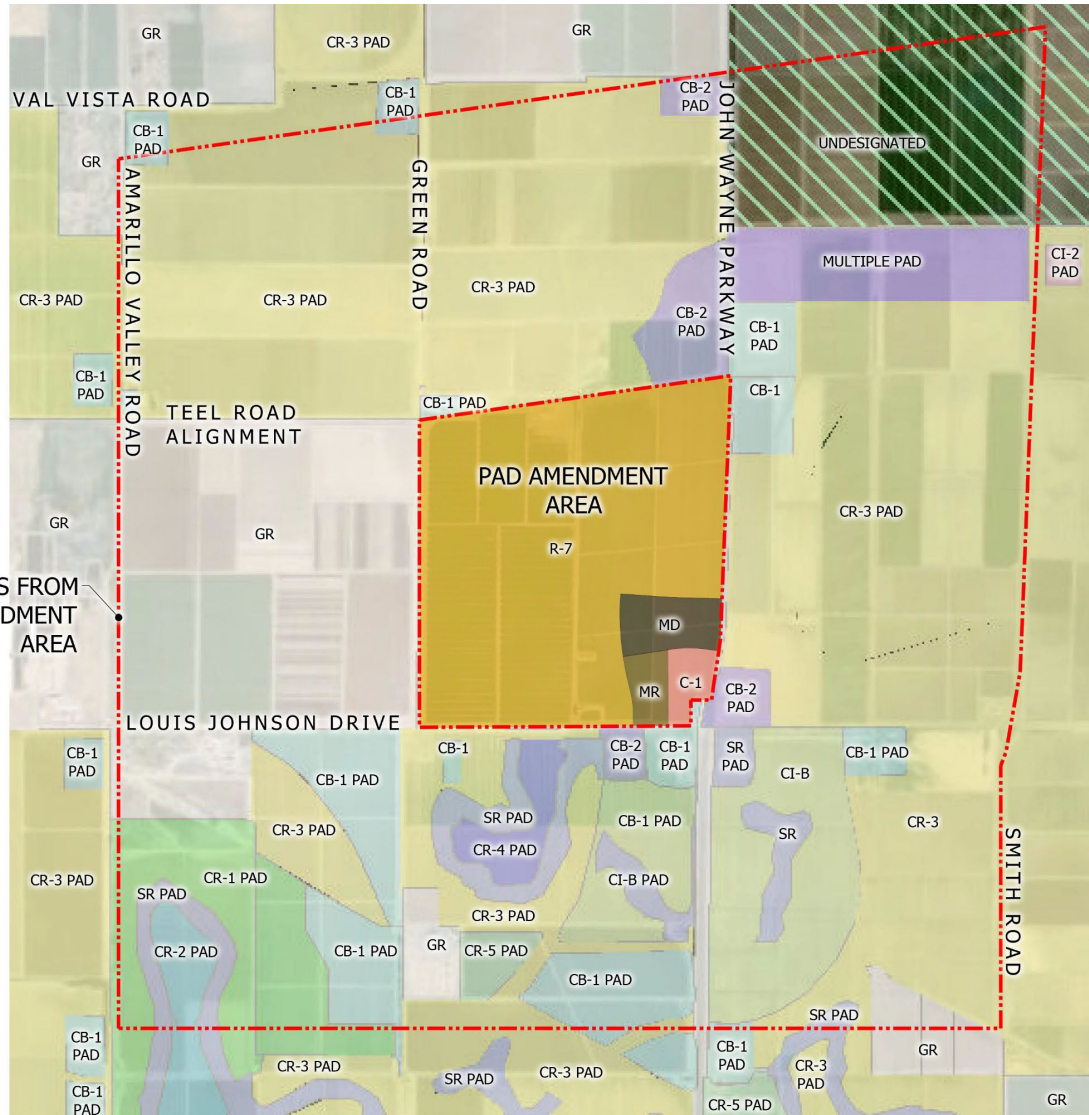 GR
CR-3 PAD
GR
VAL VISTA ROAD
CB-1
PAD
CB-2
PAD
CB-1
PAD
GR
UNDESIGNATED
AMARILLO VALLEY ROAD
GREEN ROAD
JOHN WAYNE PARKWAY
MULTIPLE PAD
CI-2
PAD
CR-3 PAD
CR-3 PAD
CR-3 PAD
CB-2
PAD
CB-1
PAD
CB-1
PAD
CB-1
CB-1 PAD
TEEL ROAD
ALIGNMENT
PAD AMENDMENT
AREA
R-7
CR-3 PAD
GR
GR
S FROM
DMENT
AREA
MD
MR
C-1
CB-2
PAD
LOUIS JOHNSON DRIVE
CB-1
PAD
CB-1 PAD
CB-1
CB-2
PAD
CB-1
PAD
SR
PAD
CI-B
CB-1 PAD
CR-3 PAD
SR PAD
CB-1 PAD
SR
CR-3
CR-4 PAD
SMITH ROAD
CR-3 PAD
CR-1 PAD
SR PAD
CI-B PAD
CR-3 PAD
CR-2 PAD
CB-1 PAD
GR
CR-5 PAD
CB-1 PAD
SR PAD
CB-1
PAD
CB-1
PAD
GR
CR-3 PAD
SR PAD
CR-3 PAD
CR-3
PAD
CB-1
PAD
CR-5 PAD
GR